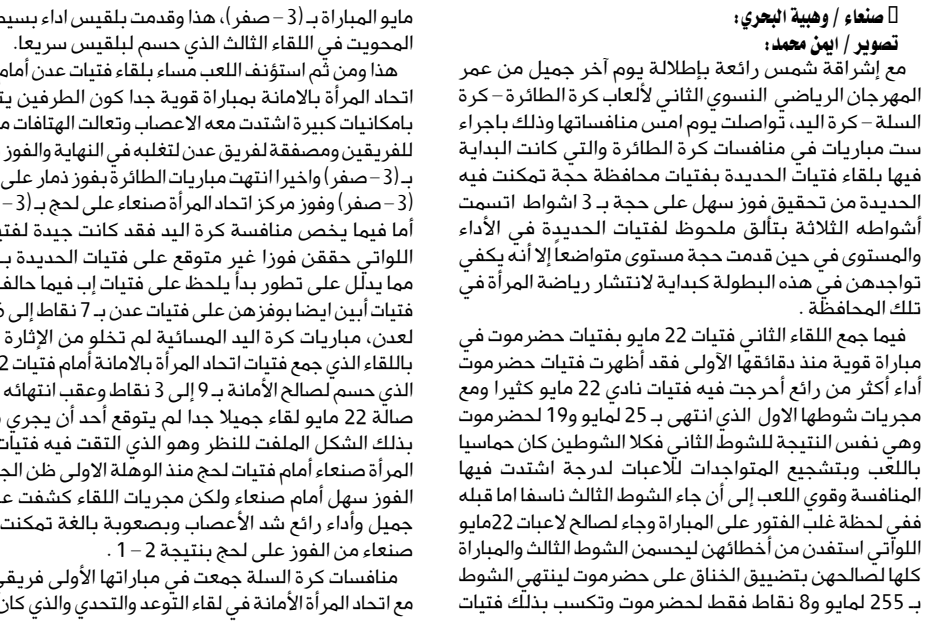 صنعاء / وهبية البحري:
تصوير / ايمن محمد:
مع إشراقة شمس رائعة بإطلالة يوم آخر جميل من عمر
المهرجان الرياضي النسوي الثاني لألعاب كرة الطائرة – كرة
السلة – كرة اليد، تواصلت يوم امس منافساتها وذلك باجراء
ست مباريات في منافسات كرة الطائرة والتي كانت البداية
فيها بلقاء فتيات الحديدة بفتيات محافظة حجة تمكنت فيه
الحديدة من تحقيق فوز سهل على حجة بـ 3 اشواط اتسمت
أشواطه الثلاثة بتألق ملحوظ لفتيات الحديدة في الأداء
والمستوى في حين قدمت حجة مستوى متواضعاً إلا أنه يكفي
تواجدهن في هذه البطولة كبداية لانتشار رياضة المرأة في
تلك المحافظة .
فيما جمع اللقاء الثاني فتيات 22 مايو بفتيات حضرموت في
مباراة قوية منذ دقائقها الأولى فقد أظهرت فتيات حضرموت
أداء أكثر من رائع أحرجت فيه فتيات نادي 22 مايو كثيرا ومع
مجريات شوطها الاول الذي انتهى بـ 25 لمايو و19 لحضرموت
وهي نفس النتيجة للشوط الثاني فكلا الشوطين كان حماسيا
باللعب وبتشجيع المتواجدات للاعبات لدرجة اشتدت فيها
المنافسة وقوي اللعب إلى أن جاء الشوط الثالث ناسفا اما قبله
ففي لحظة غلب الفتور على المباراة وجاء لصالح لاعبات 22مايو
اللواتي استفدن من أخطائهن ليحسمن الشوط الثالث والمباراة
كلها لصالحهن بتضييق الخناق على حضرموت لينتهي الشوط
بـ 255 لمايو و8 نقاط فقط لحضرموت وتكسب بذلك فتيات
مايو المباراة بـ (3 – صفر)، هذا وقدمت بلقيس اداء
المحويت في اللقاء الثالث الذي حسم لبلقيس سريعا.
هذا ومن ثم استؤنف اللعب مساء بلقاء فتيات عدن أمام
اتحاد المرأة بالامانة بمباراة قوية جدا كون الطرفين
بامكانيات كبيرة اشتدت معه الاعصاب وتعالت الهتافات
للفريقين ومصفقة لفريق عدن لتغلبه في النهاية والفوز
بـ (3 – صفر) واخيرا انتهت مباريات الطائرة بفوز ذمار على
(3 – صفر) وفوز مركز اتحاد المرأة صنعاء على لحج بـ (3 –
أما فيما يخص منافسة كرة اليد فقد كانت جيدة
اللواتي حققن فوزا غير متوقع على فتيات الحديدة
مما يدلل على تطور بدأ يلحظ على فتيات إب فيما
فتيات أبين ايضا بوفزهن على فتيات عدن بـ 7 نقاط إلى
لعدن، مباريات كرة اليد المسائية لم تخلو من الإثارة
باللقاء الذي جمع فتيات اتحاد المرأة بالامانة أمام فتيات
الذي حسم لصالح الأمانة بـ 9 إلى 3 نقاط وعقب انتهائه
صالة 22 مايو لقاء جميلا جدا لم يتوقع أحد أن يجري
بذلك الشكل الملفت للنظر وهو الذي التقت فيه فتيات
المرأة صنعاء أمام فتيات لحج منذ الوهلة الاولى ظن
الفوز سهل أمام صنعاء ولكن مجريات اللقاء كشفت
جميل وأداء رائع شد الأعصاب وبصعوبة بالغة تمكنت
صنعاء من الفوز على لحج بنتيجة 2 – 1 .
منافسات كرة السلة جمعت في مباراتها الأولى
مع اتحاد المرأة الأمانة في لقاء التوعد والتحدي والذي كان